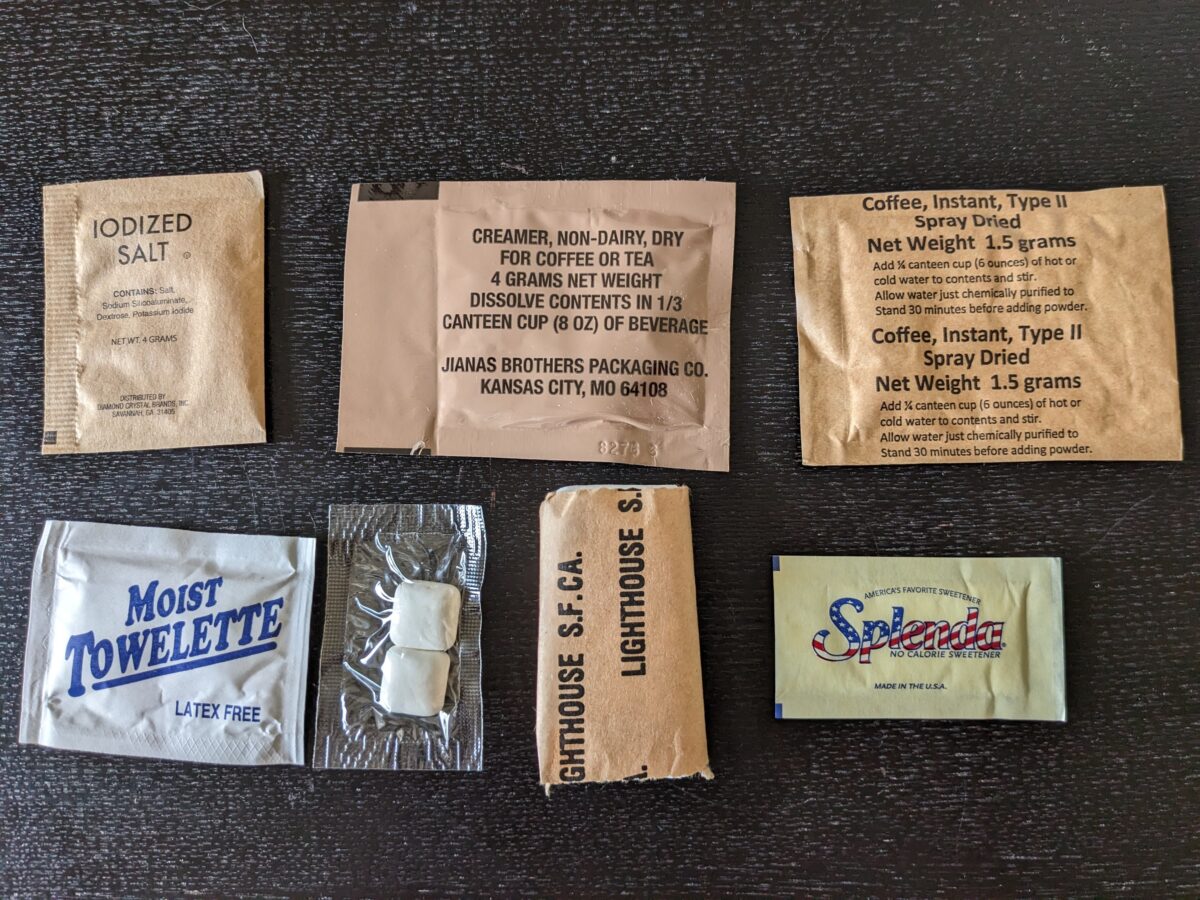 IODIZED
SALT
CONTAINS: Salt,
Sodium Silicoaluminate,
Dextrose, Potassium Iodide
NET WT. 4 GRAMS
DISTRIBUTED BY
DIAMOND CRYSTAL BRANDS, INC.
SAVANNAH, GA 31405
CREAMER, NON-DAIRY, DRY
FOR COFFEE OR TEA
4 GRAMS NET WEIGHT
DISSOLVE CONTENTS IN 1/3
CANTEEN CUP (8 OZ) OF BEVERAGE
JIANAS BROTHERS PACKAGING CO.
KANSAS CITY, MO 64108
Coffee, Instant, Type II
Spray Dried
Net Weight 1.5 grams
Add ¼ canteen cup (6 ounces) of hot or
cold water to contents and stir.
Allow water just chemically purified to
Stand 30 minutes before adding powder.
Coffee, Instant, Type II
Spray Dried
Net Weight 1.5 grams
Add ¼ canteen cup (6 ounces) of hot or
cold water to contents and stir.
Allow water just chemically purified to
Stand 30 minutes before adding powder.
MOIST
TOWELETTE
LATEX FREE
GHTHOUSE S.F. CA.
LIGHTHOUSE S.F
A.
AMERICA'S FAVORITE SWEETENER
Splenda®
NO CALORIE SWEETENER
MADE IN THE U.S.A.